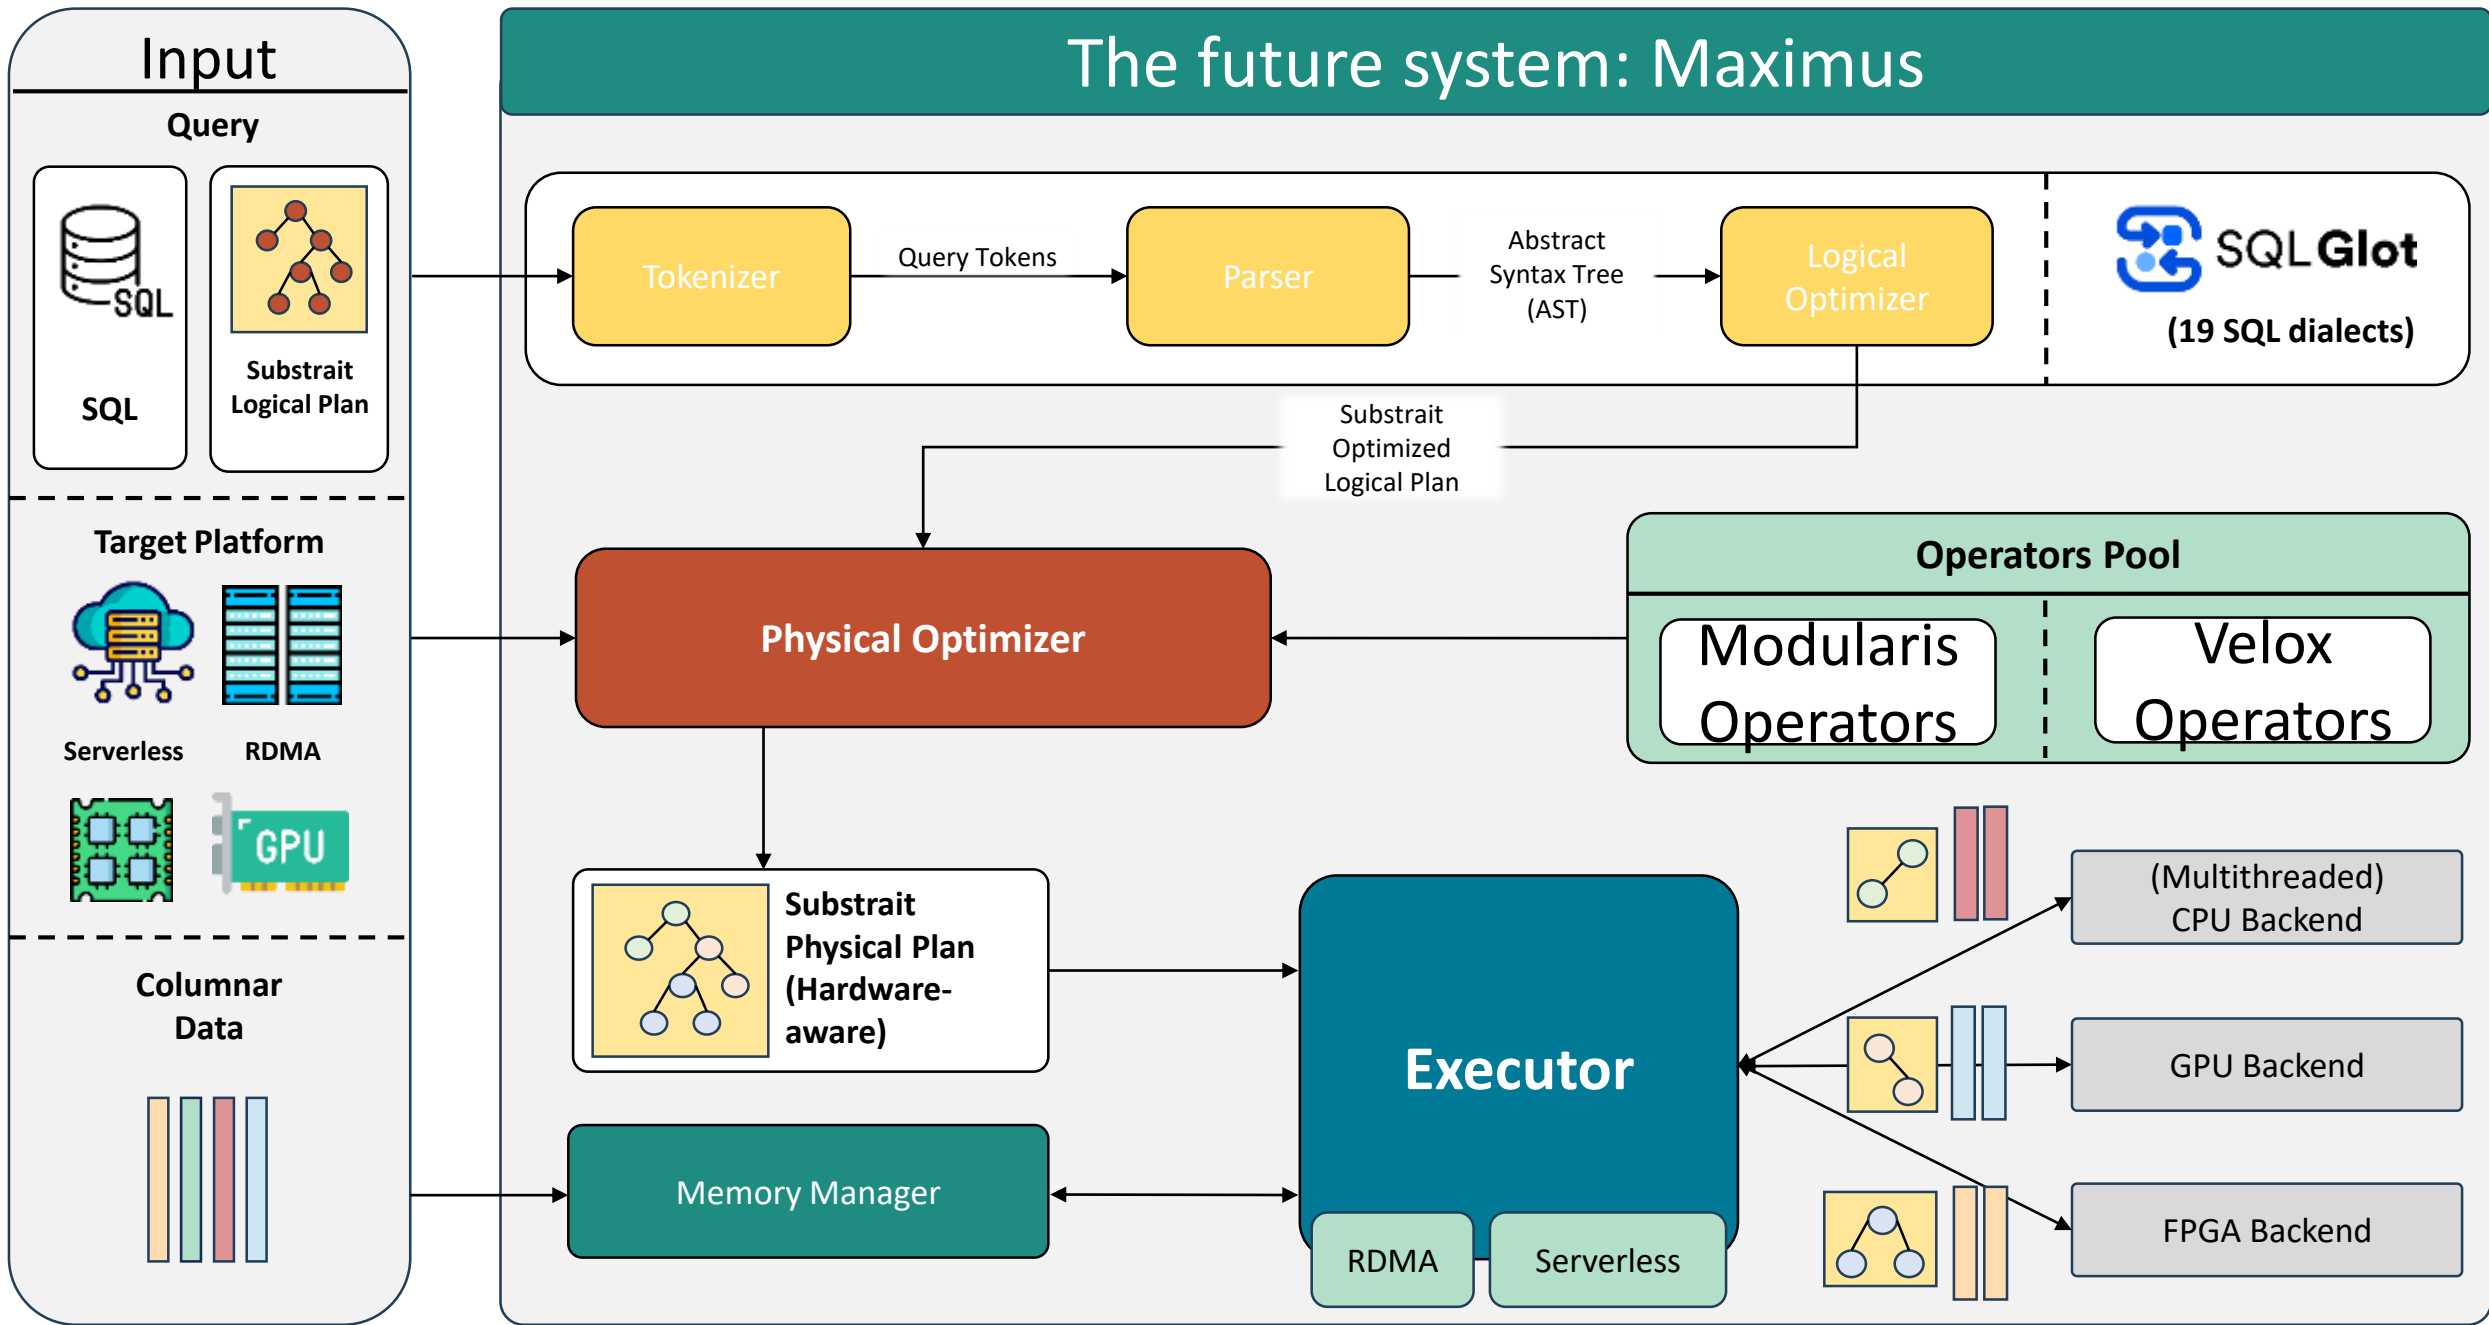 Input
Query
SQL
SQL
Substrait
Logical Plan
Target Platform
Serverless
RDMA
GPU
Columnar
Data
The future system: Maximus
Tokenizer
Query Tokens
Parser
Abstract
Syntax Tree
(AST)
Logical
Optimizer
SQLGlot
(19 SQL dialects)
Substrait
Optimized
Logical Plan
Physical Optimizer
Operators Pool
Modularis
Operators
Velox
Operators
Substrait
Physical Plan
(Hardware-
aware)
Memory Manager
Executor
RDMA
Serverless
(Multithreaded)
CPU Backend
GPU Backend
FPGA Backend